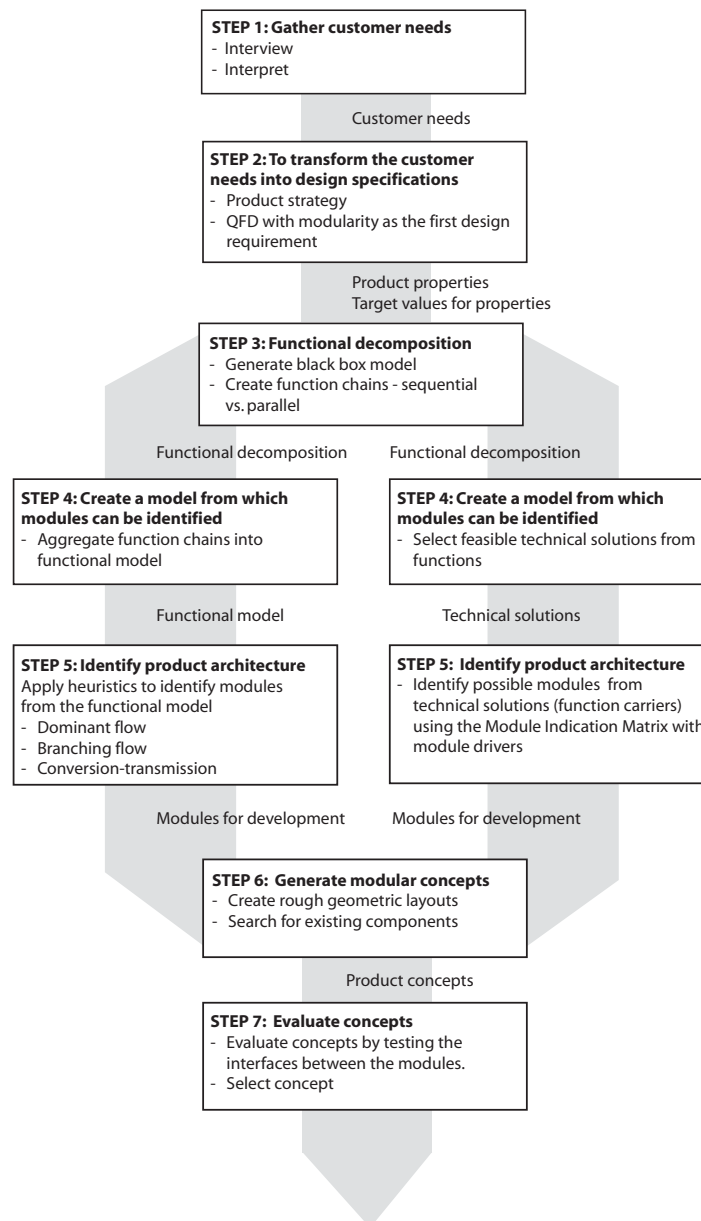 STEP 1: Gather customer needs
- Interview
- Interpret
Customer needs
STEP 2: To transform the customer
needs into design specifications
- Product strategy
- QFD with modularity as the first design
requirement
Product properties
Target values for properties
STEP 3: Functional decomposition
- Generate black box model
- Create function chains - sequential
vs. parallel
Functional decomposition
Functional decomposition
STEP 4: Create a model from which
modules can be identified
- Aggregate function chains into
functional model
STEP 4: Create a model from which
modules can be identified
- Select feasible technical solutions from
functions
Functional model
Technical solutions
STEP 5: Identify product architecture
Apply heuristics to identify modules
from the functional model
- Dominant flow
- Branching flow
- Conversion-transmission
STEP 5: Identify product architecture
- Identify possible modules from
technical solutions (function carriers)
using the Module Indication Matrix with
module drivers
Modules for development
Modules for development
STEP 6: Generate modular concepts
- Create rough geometric layouts
- Search for existing components
Product concepts
STEP 7: Evaluate concepts
- Evaluate concepts by testing the
interfaces between the modules.
- Select concept